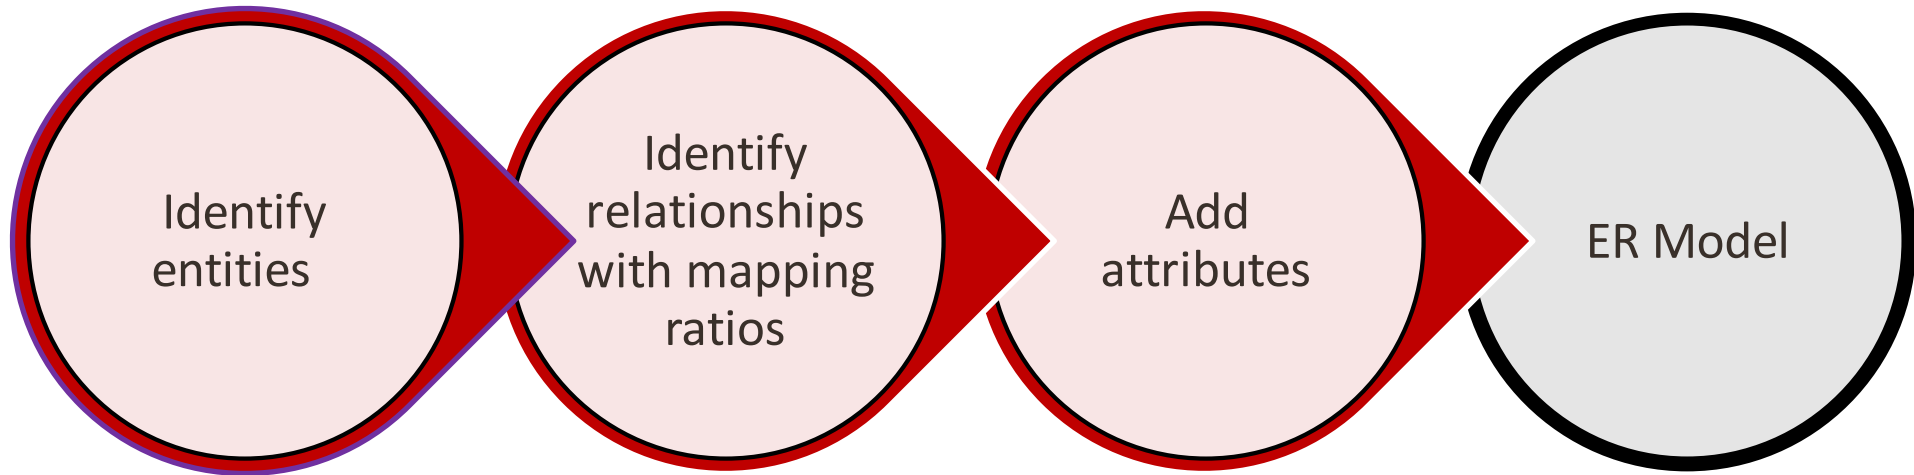 Identify
entities
Identify
relationships
with mapping
ratios
Add
attributes
ER Model